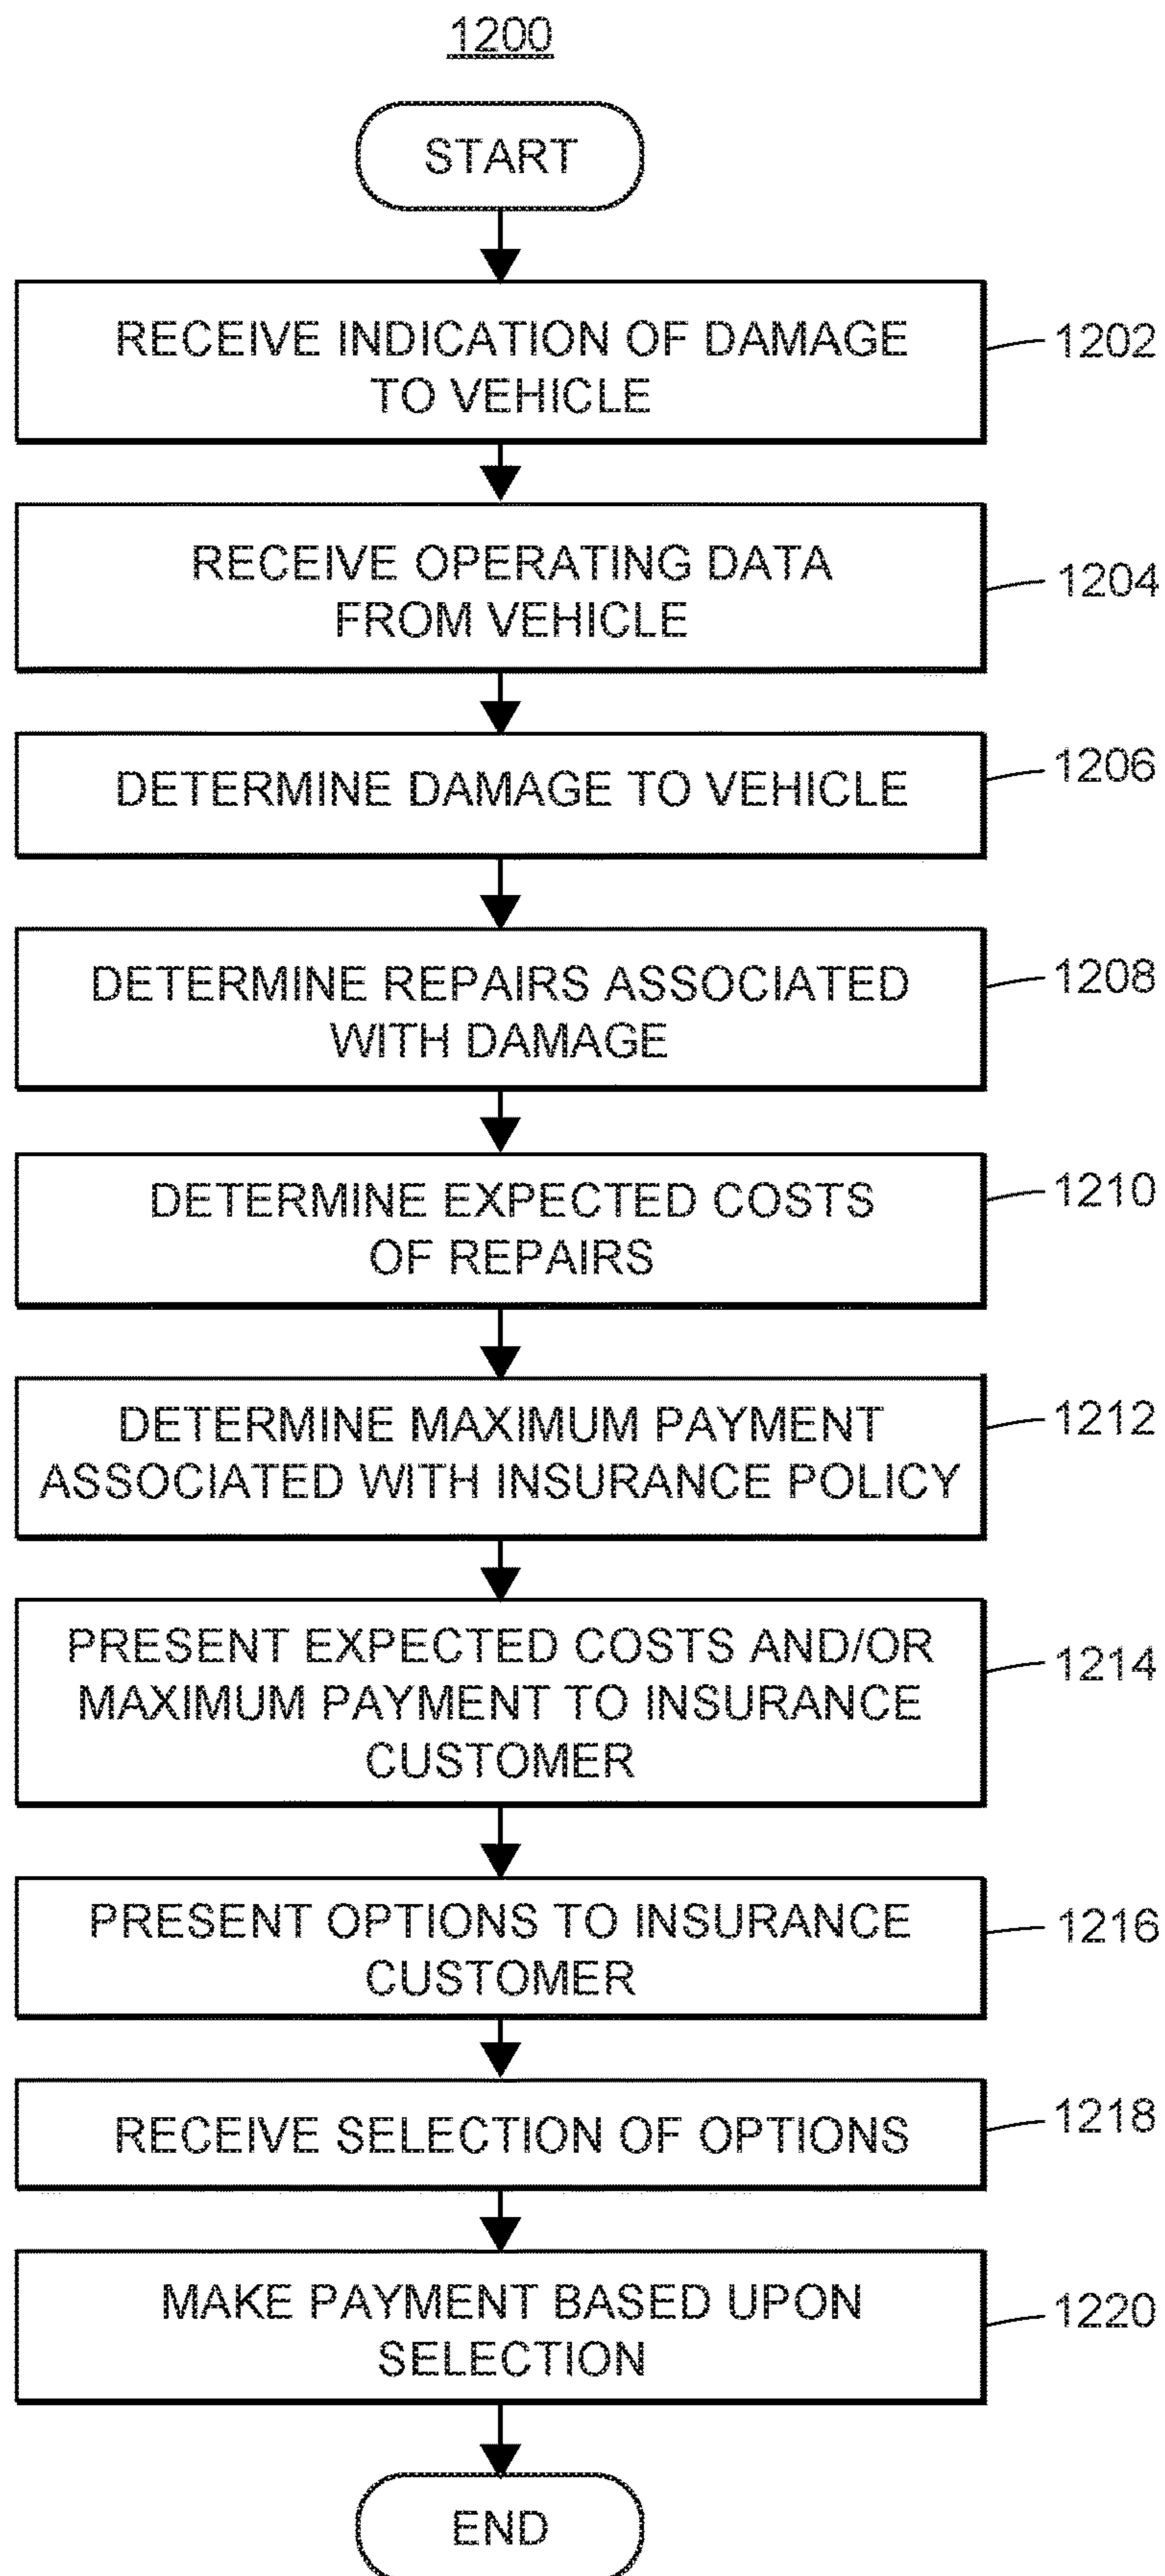 1200
START
RECEIVE INDICATION OF DAMAGE
TO VEHICLE
1202
RECEIVE OPERATING DATA
FROM VEHICLE
1204
DETERMINE DAMAGE TO VEHICLE
1206
DETERMINE REPAIRS ASSOCIATED
WITH DAMAGE
1208
DETERMINE EXPECTED COSTS
OF REPAIRS
1210
DETERMINE MAXIMUM PAYMENT
ASSOCIATED WITH INSURANCE POLICY
1212
PRESENT EXPECTED COSTS AND/OR
MAXIMUM PAYMENT TO INSURANCE
CUSTOMER
1214
PRESENT OPTIONS TO INSURANCE
CUSTOMER
1216
RECEIVE SELECTION OF OPTIONS
1218
MAKE PAYMENT BASED UPON
SELECTION
1220
END